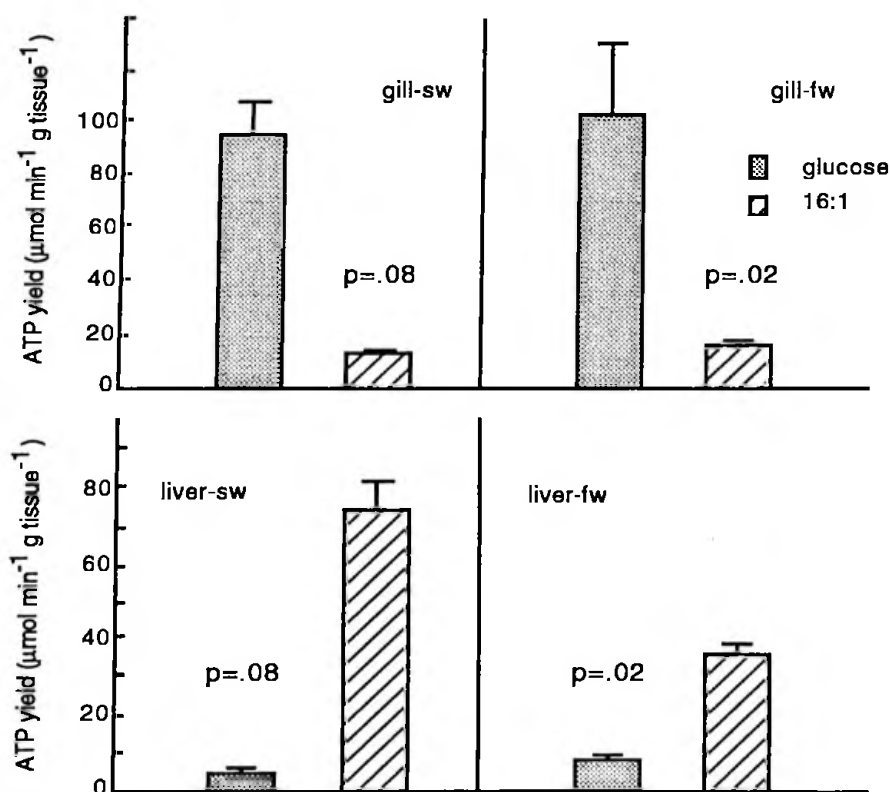 ATP yield (µmol min⁻¹ g tissue⁻¹)
100
80
60
40
20
0
gill-sw
p=.08
gill-fw
glucose
16:1
p=.02
ATP yield (µmol min⁻¹ g tissue⁻¹)
80
60
40
20
0
liver-sw
p=.08
liver-fw
p=.02